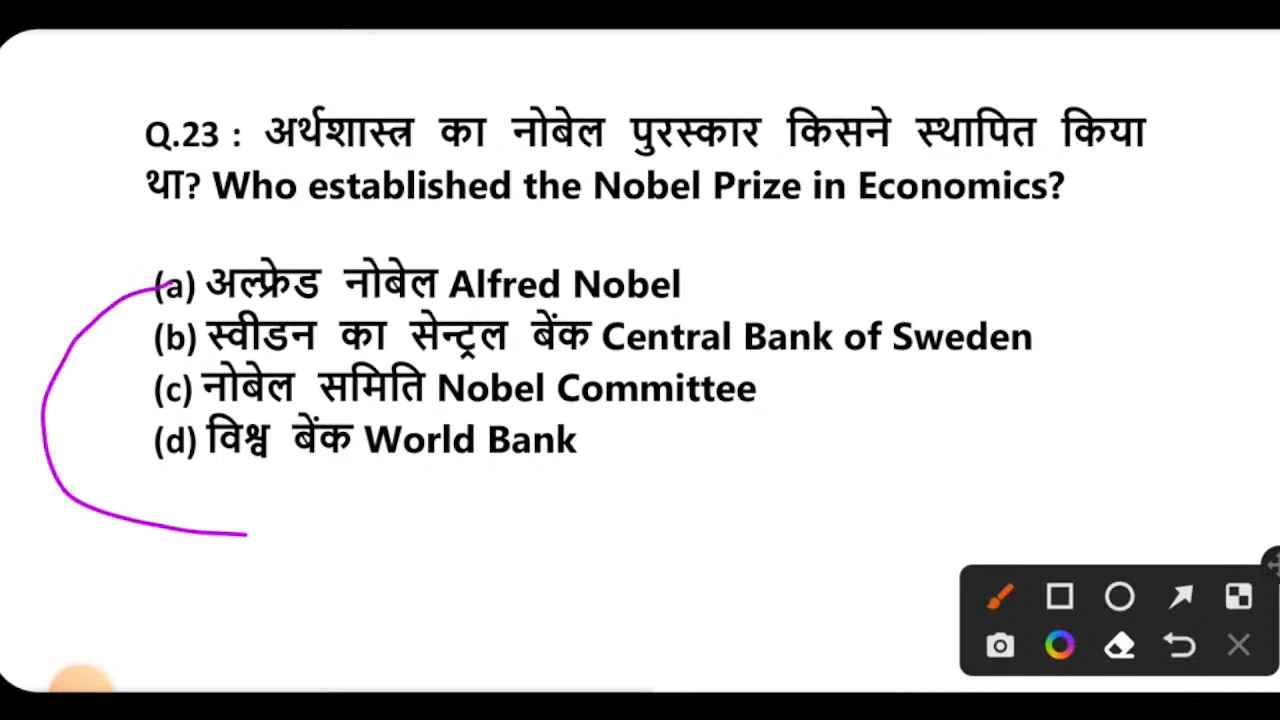 Q.23 : अर्थशास्त्र का नोबेल पुरस्कार किसने स्थापित किया
था? Who established the Nobel Prize in Economics?
(a) अल्फ्रेड नोबेल Alfred Nobel
(b) स्वीडन का सेन्ट्रल बेंक Central Bank of Sweden
(c) नोबेल समिति Nobel Committee
(d) विश्व बेंक World Bank